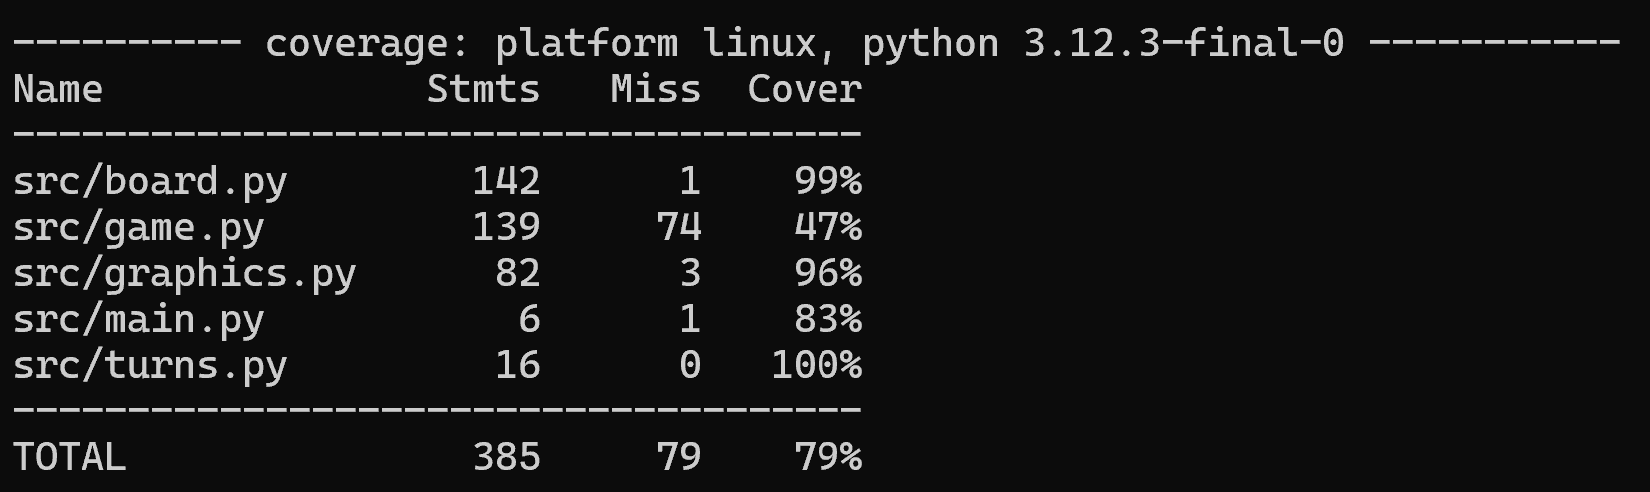 ---------- coverage: platform linux, python 3.12.3-final-0 -----------
Name              Stmts   Miss  Cover
-------------------------------------
src/board.py        142      1    99%
src/game.py         139     74    47%
src/graphics.py      82      3    96%
src/main.py           6      1    83%
src/turns.py         16      0   100%
-------------------------------------
TOTAL               385     79    79%